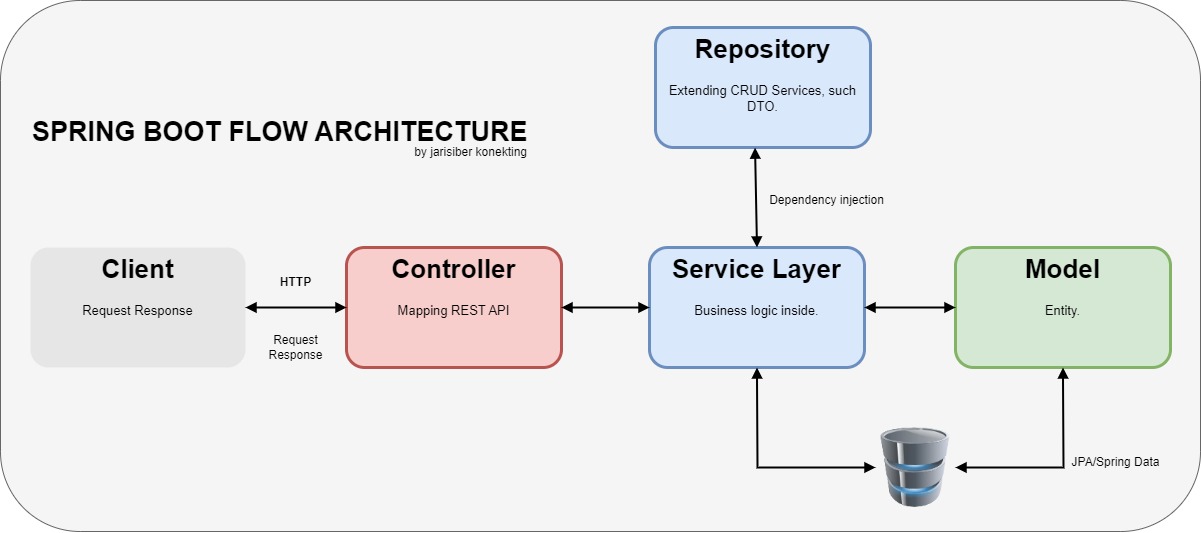 SPRING BOOT FLOW ARCHITECTURE
by jarisiber konekting
Repository
Extending CRUD Services, such
DTO.
Dependency injection
Client
Request Response
HTTP
Request
Response
Controller
Mapping REST API
Service Layer
Business logic inside.
Model
Entity.
JPA/Spring Data